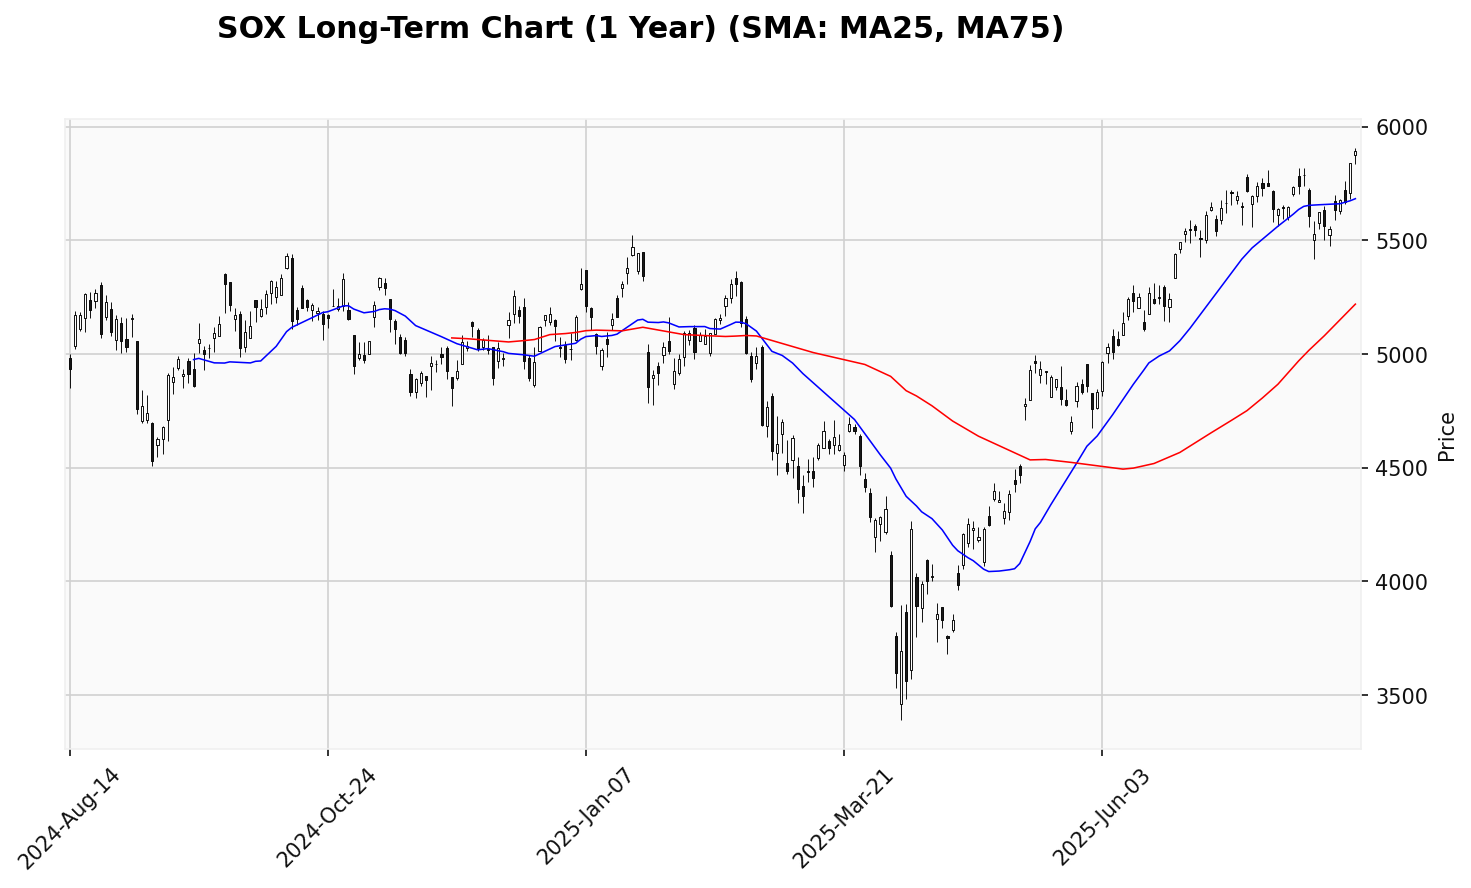 SOX Long-Term Chart (1 Year) (SMA: MA25, MA75)
6000
5500
5000
4500
4000
3500
Price
2024-Aug-14
2024-Oct-24
2025-Jan-07
2025-Mar-21
2025-Jun-03